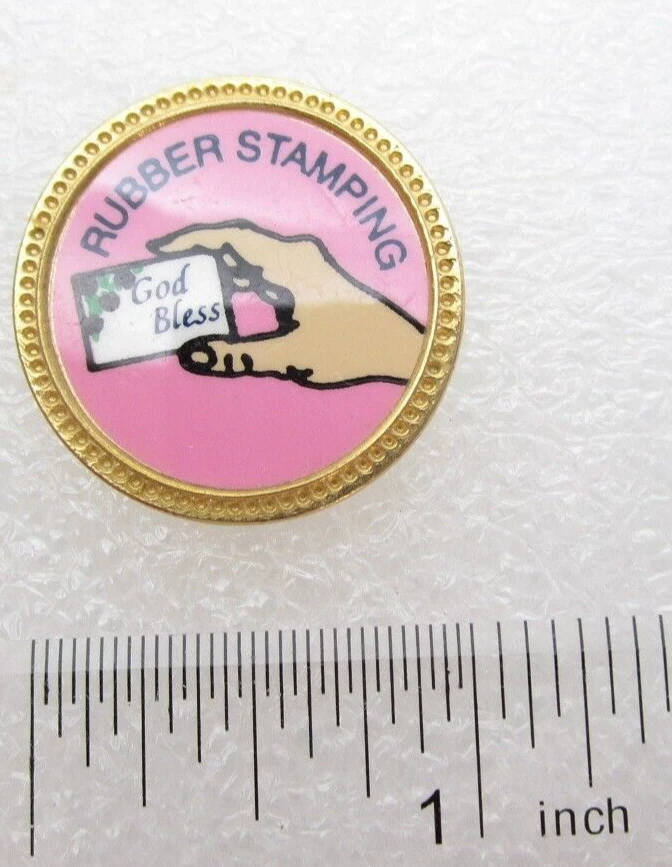 RUBBER STAMPING
God
Bless
1 inch